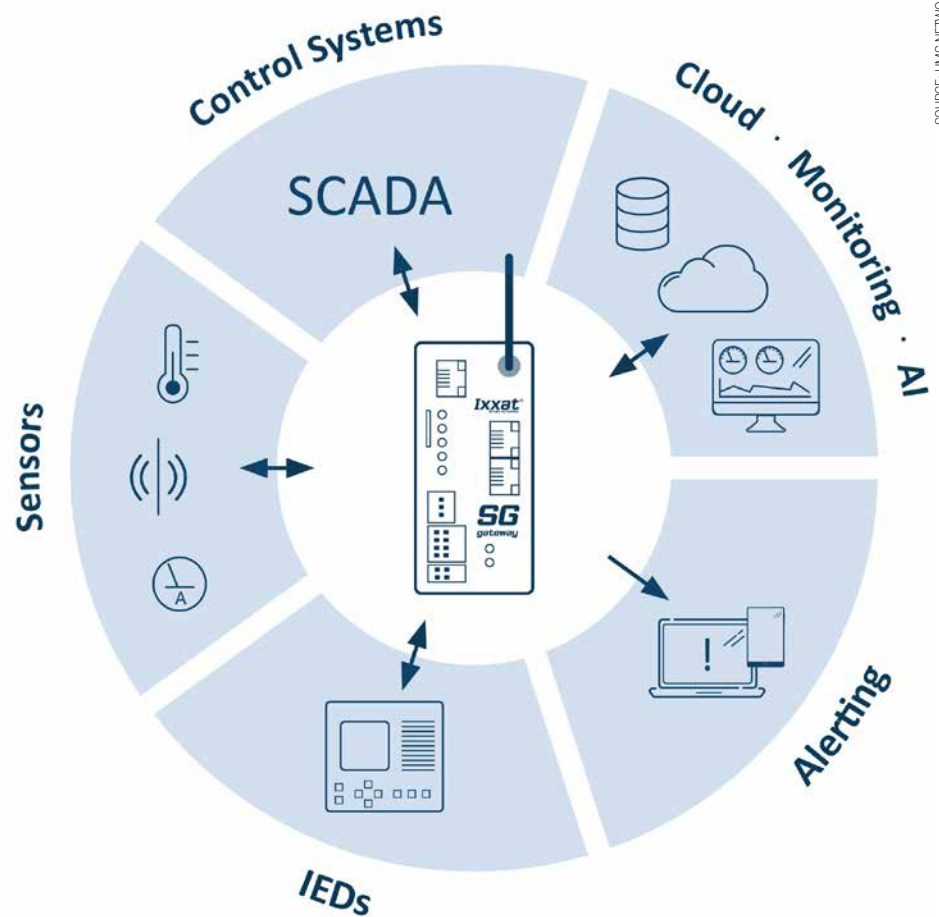 Control Systems
SCADA
Cloud · Monitoring · AI
Sensors
Ixxat®
SG
gateway
A
!
Alerting
IEDs